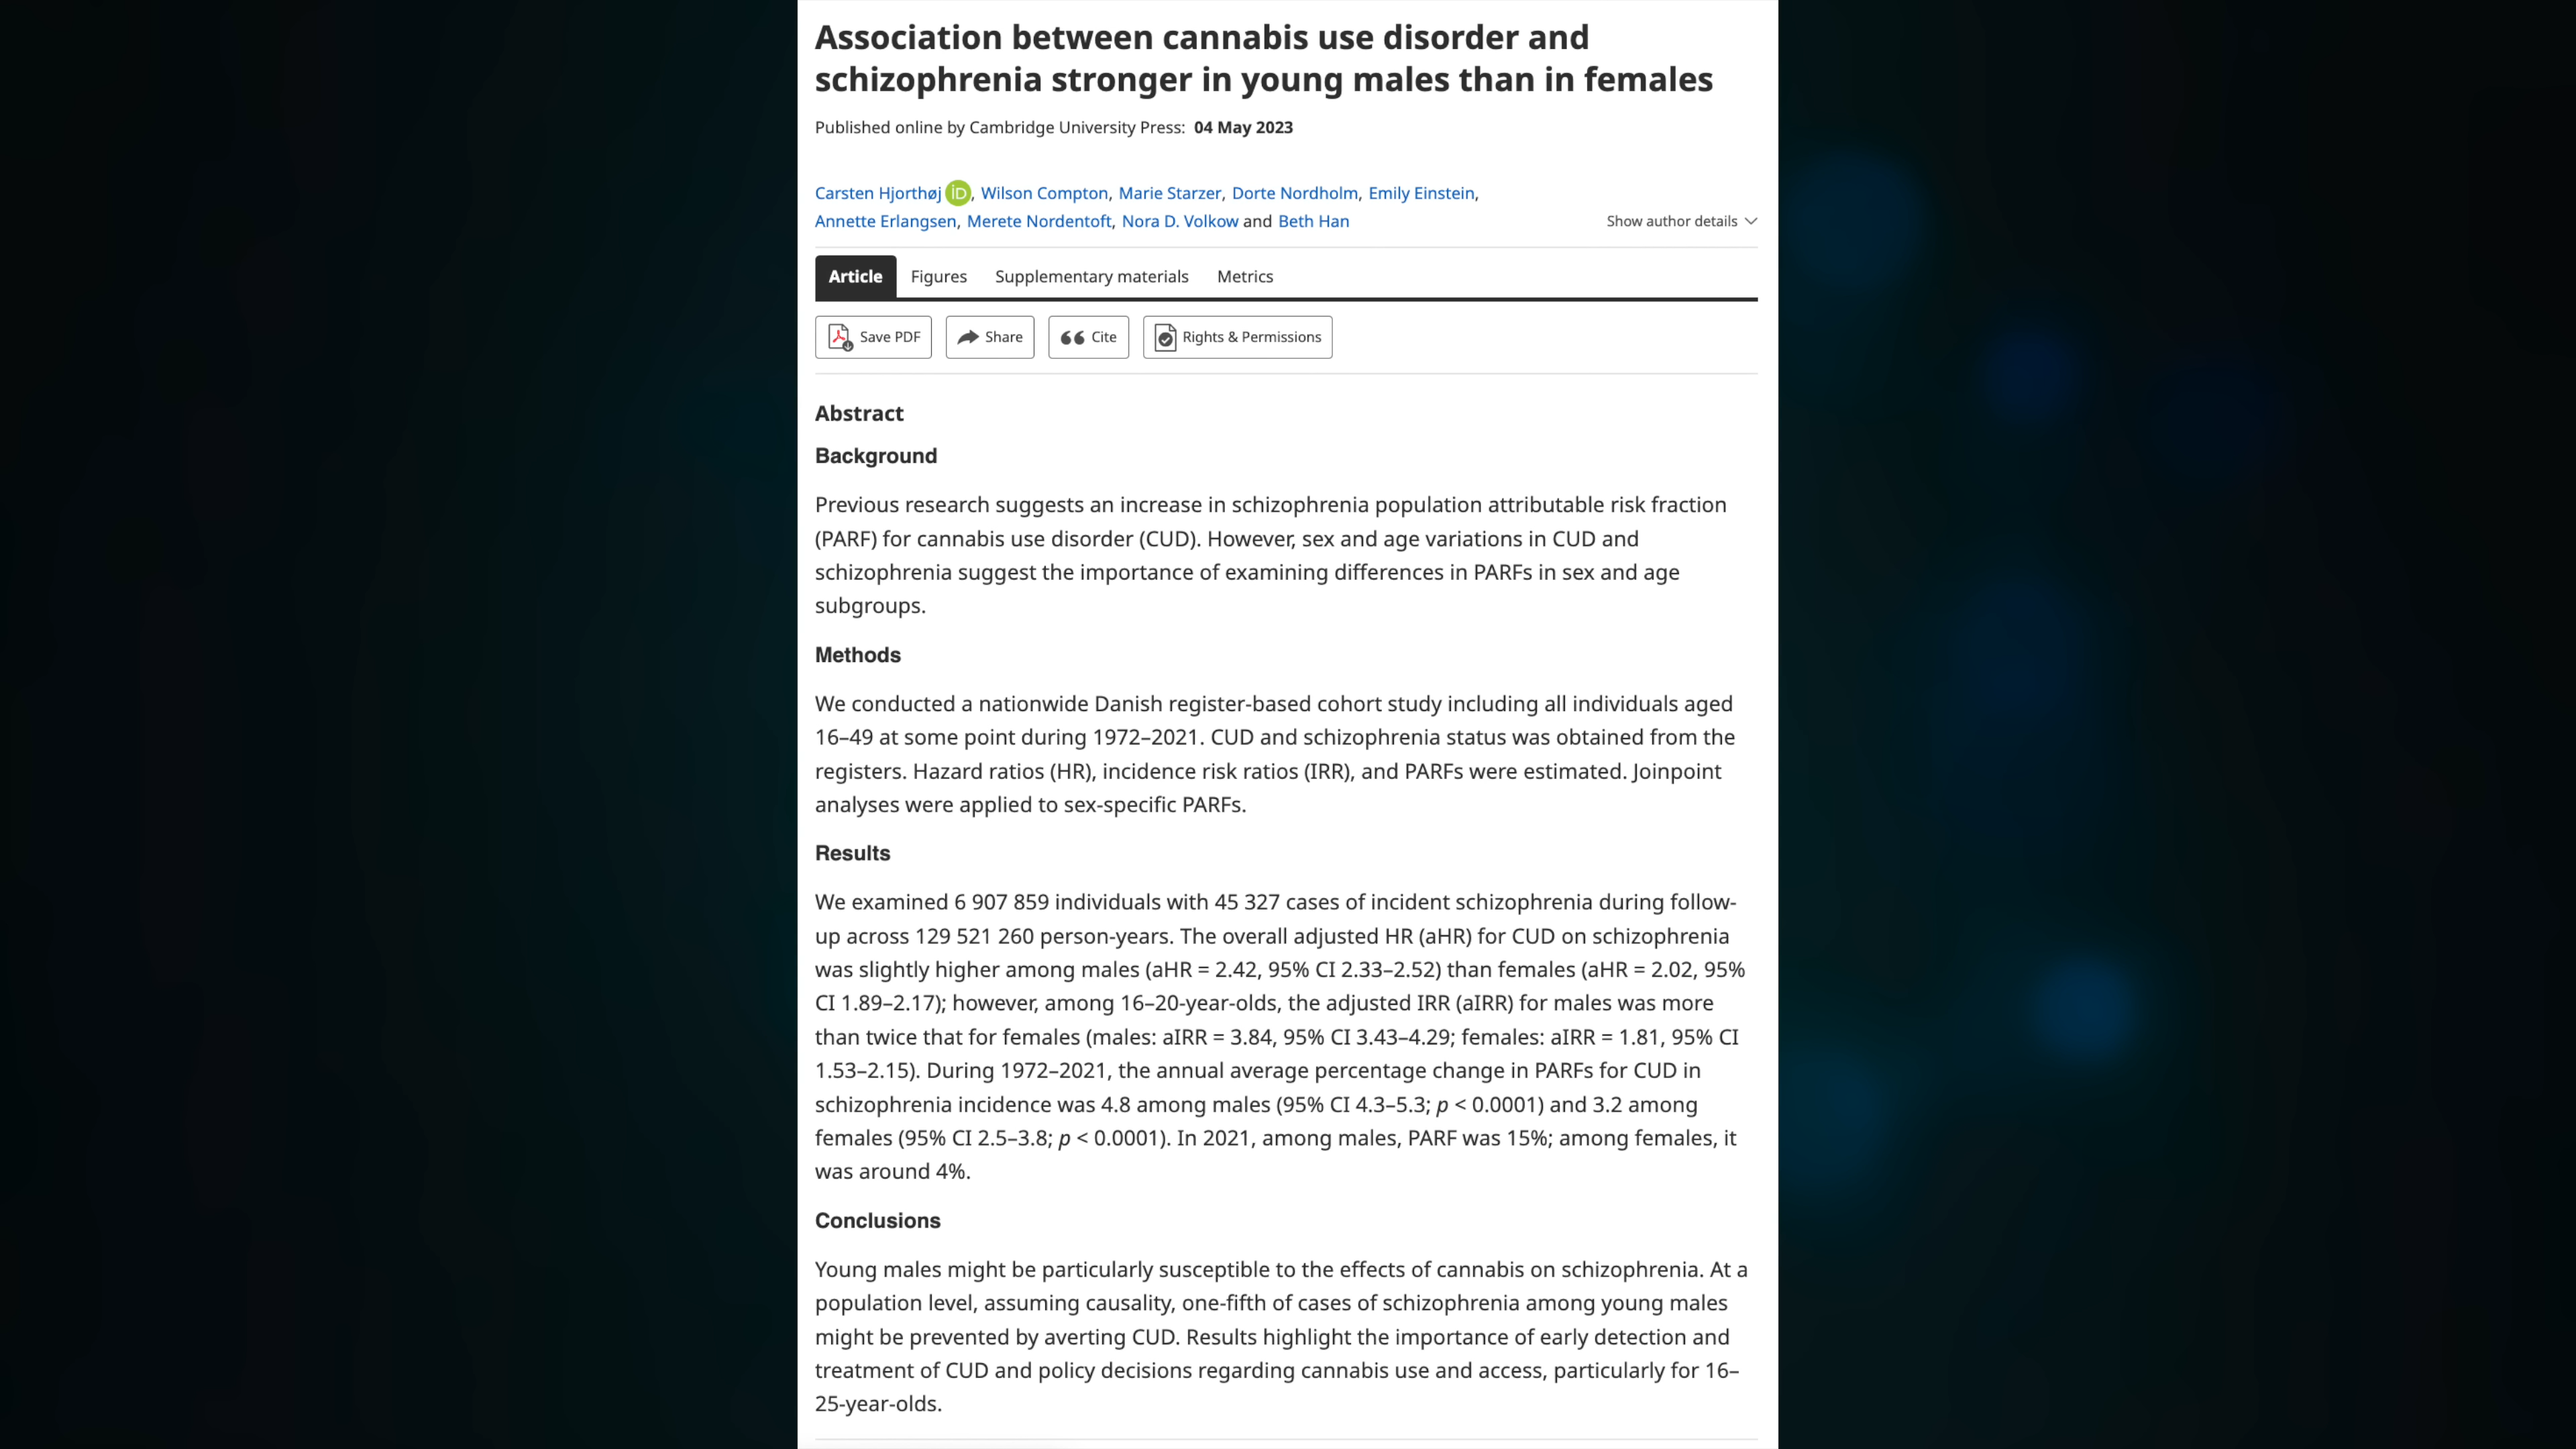 Association between cannabis use disorder and
schizophrenia stronger in young males than in females
Published online by Cambridge University Press: 04 May 2023
Carsten Hjorthøj iD, Wilson Compton, Marie Starzer, Dorte Nordholm, Emily Einstein,
Annette Erlangsen, Merete Nordentoft, Nora D. Volkow and Beth Han
Show author details
Article Figures Supplementary materials Metrics
Save PDF Share Cite Rights & Permissions
Abstract
Background
Previous research suggests an increase in schizophrenia population attributable risk fraction
(PARF) for cannabis use disorder (CUD). However, sex and age variations in CUD and
schizophrenia suggest the importance of examining differences in PARFs in sex and age
subgroups.
Methods
We conducted a nationwide Danish register-based cohort study including all individuals aged
16–49 at some point during 1972–2021. CUD and schizophrenia status was obtained from the
registers. Hazard ratios (HR), incidence risk ratios (IRR), and PARFs were estimated. Joinpoint
analyses were applied to sex-specific PARFs.
Results
We examined 6 907 859 individuals with 45 327 cases of incident schizophrenia during follow-
up across 129 521 260 person-years. The overall adjusted HR (aHR) for CUD on schizophrenia
was slightly higher among males (aHR = 2.42, 95% CI 2.33–2.52) than females (aHR = 2.02, 95%
CI 1.89–2.17); however, among 16–20-year-olds, the adjusted IRR (aIRR) for males was more
than twice that for females (males: aIRR = 3.84, 95% CI 3.43–4.29; females: aIRR = 1.81, 95% CI
1.53–2.15). During 1972–2021, the annual average percentage change in PARFs for CUD in
schizophrenia incidence was 4.8 among males (95% CI 4.3–5.3; p < 0.0001) and 3.2 among
females (95% CI 2.5–3.8; p < 0.0001). In 2021, among males, PARF was 15%; among females, it
was around 4%.
Conclusions
Young males might be particularly susceptible to the effects of cannabis on schizophrenia. At a
population level, assuming causality, one-fifth of cases of schizophrenia among young males
might be prevented by averting CUD. Results highlight the importance of early detection and
treatment of CUD and policy decisions regarding cannabis use and access, particularly for 16–
25-year-olds.